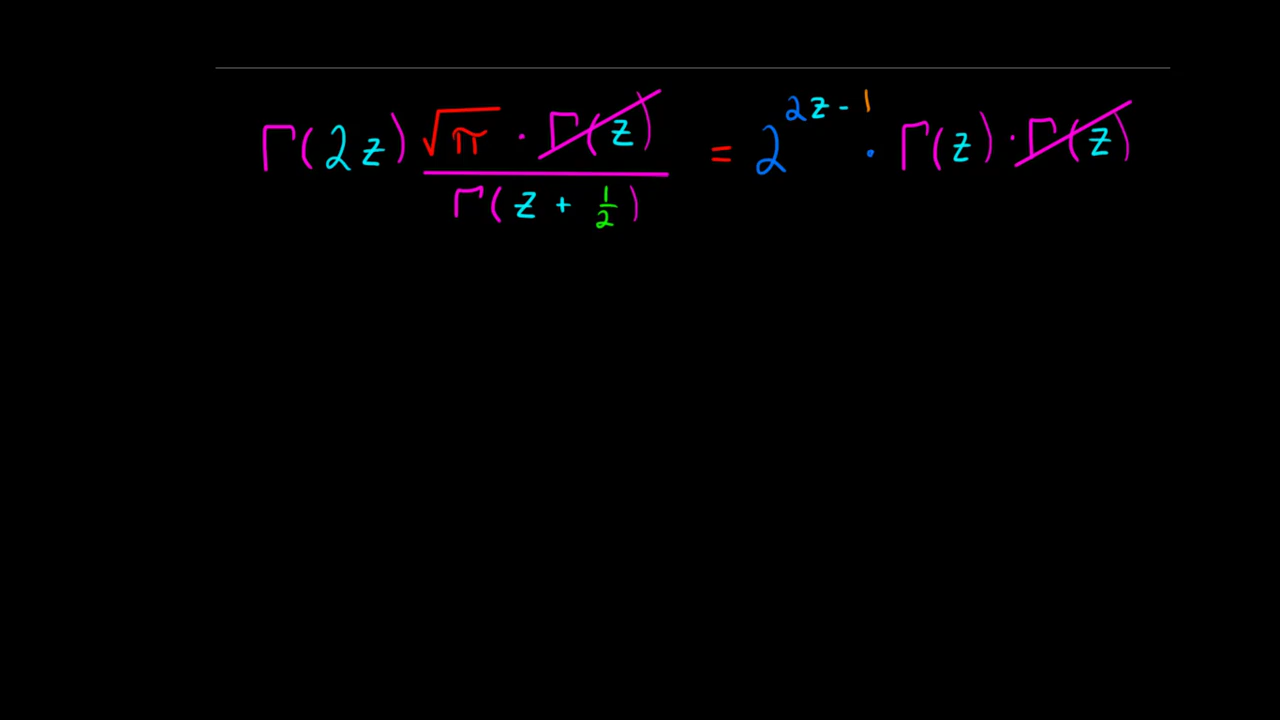 Γ(2z) √π · Γ(z) / Γ(z + 1/2) = 2^{2z-1} · Γ(z) · Γ(z)